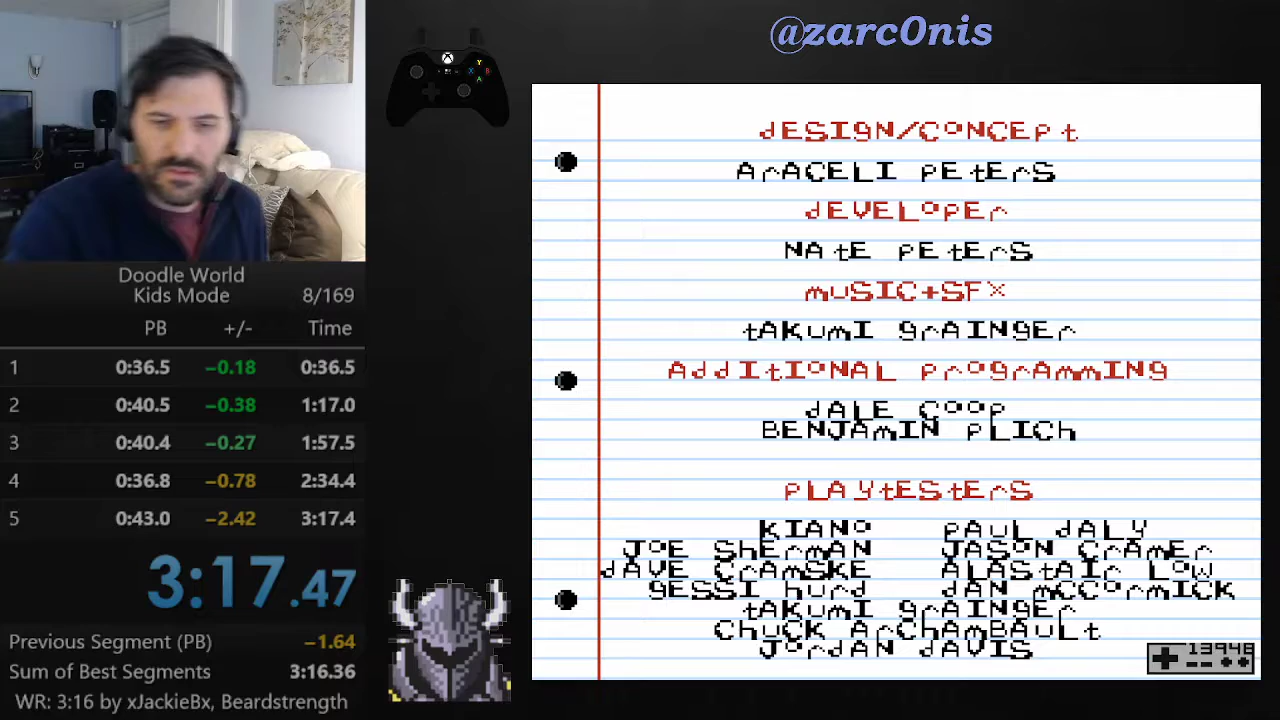 @zarc0nis
Doodle World
Kids Mode 8/169
PB +/- Time
1 0:36.5 −0.18 0:36.5
2 0:40.5 −0.38 1:17.0
3 0:40.4 −0.27 1:57.5
4 0:36.8 −0.78 2:34.4
5 0:43.0 −2.42 3:17.4
3:17.47
Previous Segment (PB) −1.64
Sum of Best Segments 3:16.36
WR: 3:16 by xJackieBx, Beardstrength
dESIGN/CONCEpt
ArACELI pEtErS
dEVELOpEr
NAtE pEtErS
muSIC+SFX
tAKumI grAINgEr
AddItIONAL prOgrAmmINg
dALE COOp
BENJAmIN pLICh
pLAytEStErS
KIANO pAuL dALy
JOE ShErmAN JASON CrAmEr
dAVE CrAmSKE ALAStAIr LOW
gESSI hurd dAN mCCOrmICK
tAKumI grAINgEr
ChuCK ArChAmBAuLt
JOrdAN dAVIS
13948